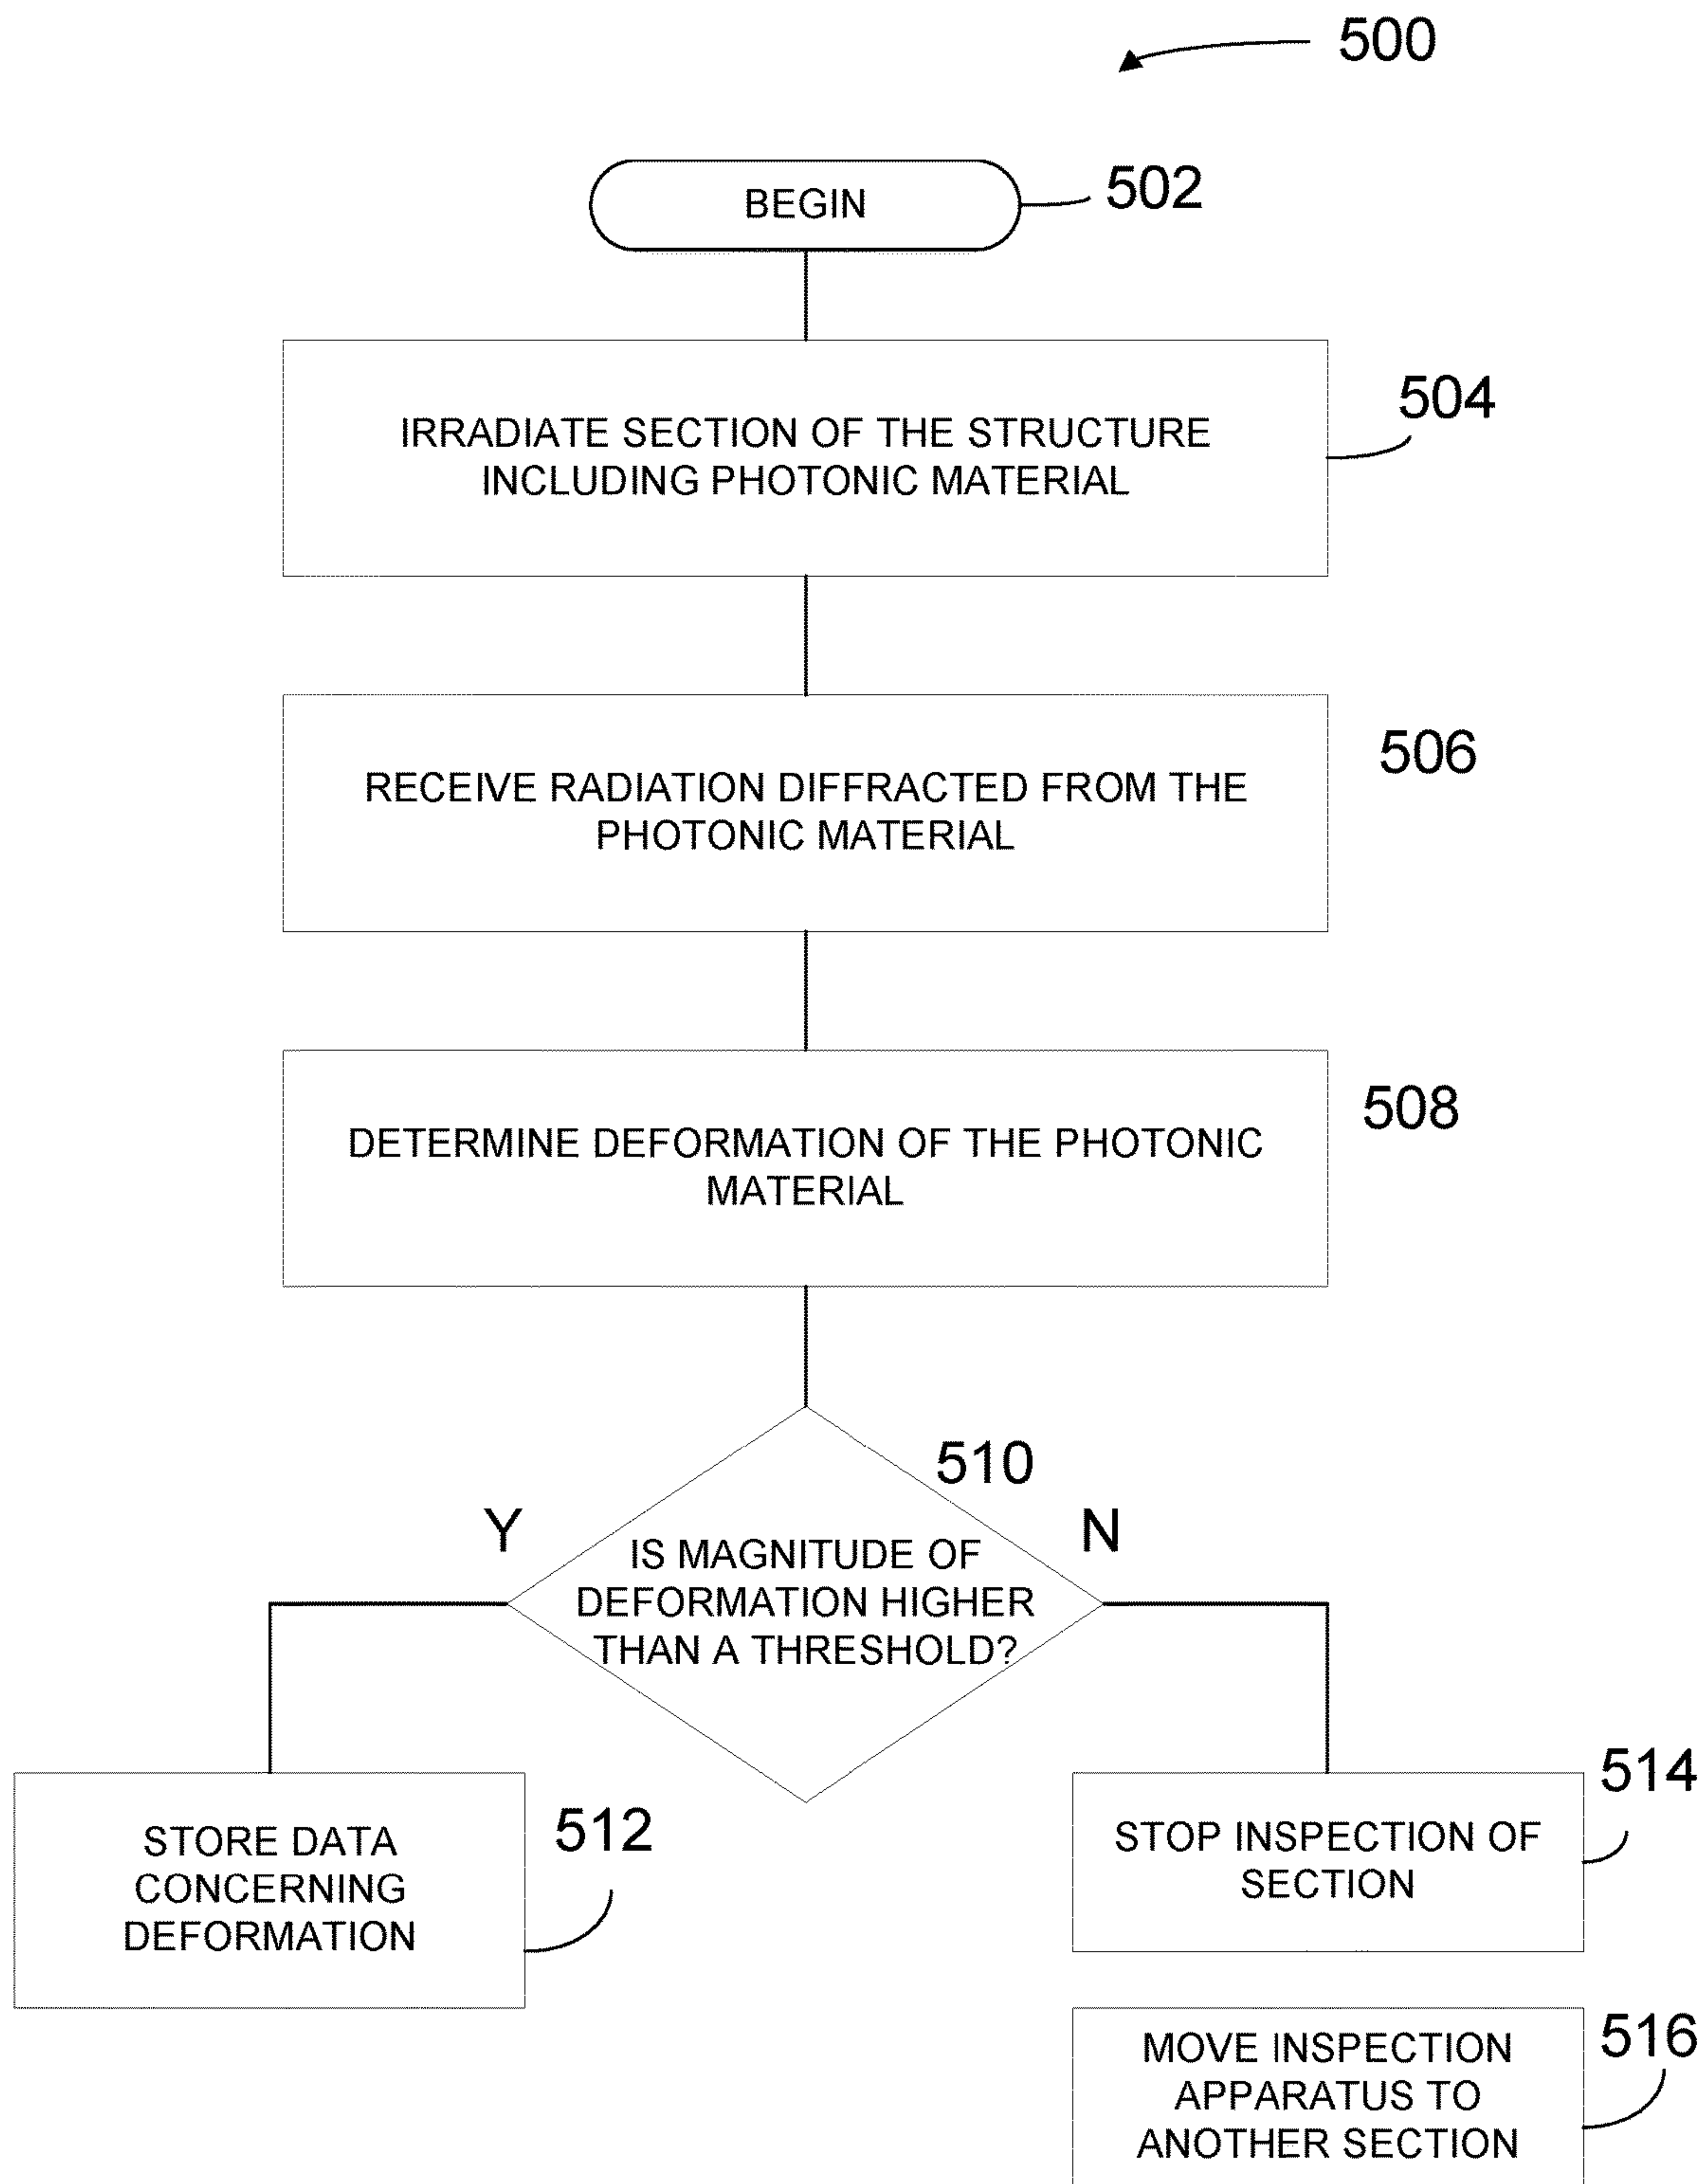 500
BEGIN
502
IRRADIATE SECTION OF THE STRUCTURE
INCLUDING PHOTONIC MATERIAL
504
RECEIVE RADIATION DIFFRACTED FROM THE
PHOTONIC MATERIAL
506
DETERMINE DEFORMATION OF THE PHOTONIC
MATERIAL
508
510
Y
N
IS MAGNITUDE OF
DEFORMATION HIGHER
THAN A THRESHOLD?
STORE DATA
CONCERNING
DEFORMATION
512
STOP INSPECTION OF
SECTION
514
MOVE INSPECTION
APPARATUS TO
ANOTHER SECTION
516